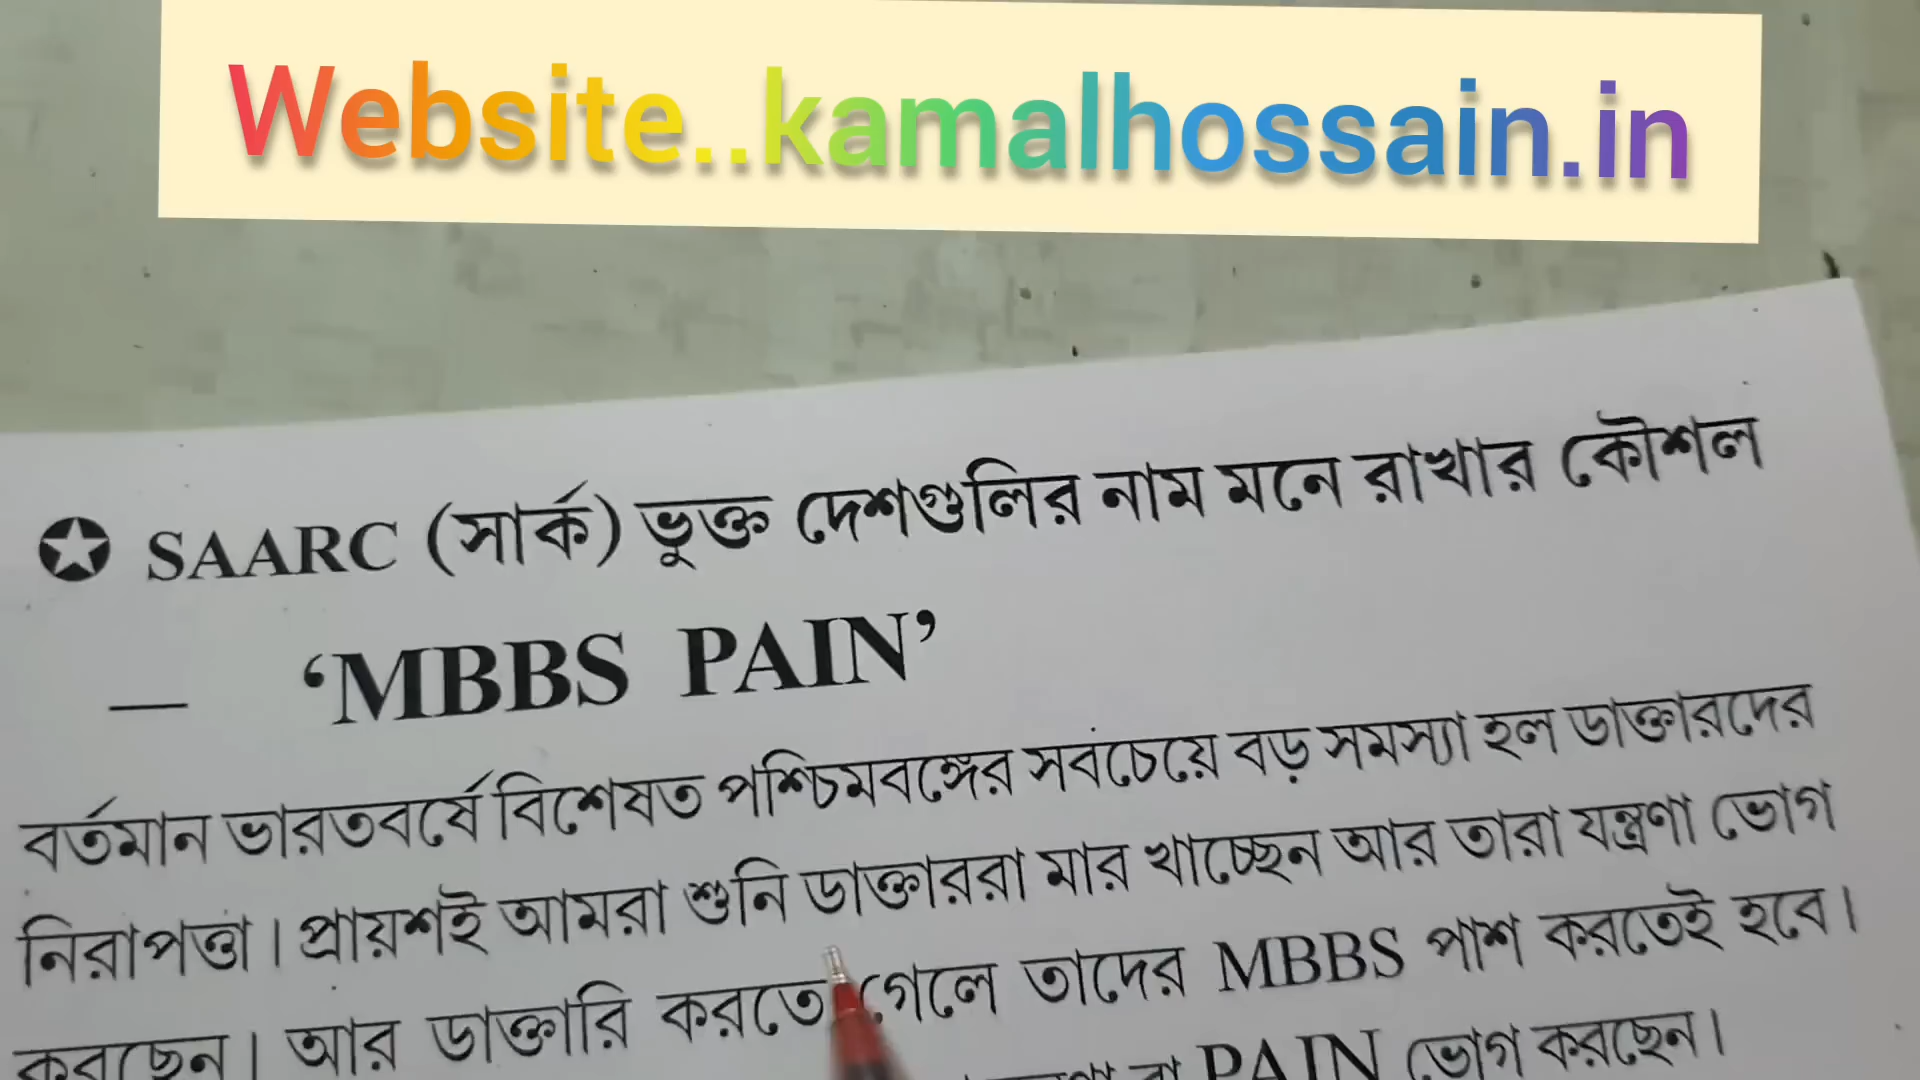 Website..kamalhossain.in
✪ SAARC (সার্ক) ভুক্ত দেশগুলির নাম মনে রাখার কৌশল
— ‘MBBS PAIN’
বর্তমান ভারতবর্ষে বিশেষত পশ্চিমবঙ্গের সবচেয়ে বড় সমস্যা হল ডাক্তারদের
নিরাপত্তা। প্রায়শই আমরা শুনি ডাক্তাররা মার খাচ্ছেন আর তারা যন্ত্রণা ভোগ
করছেন। আর ডাক্তারি করতে গেলে তাদের MBBS পাশ করতেই হবে।
বা PAIN ভোগ করছেন।